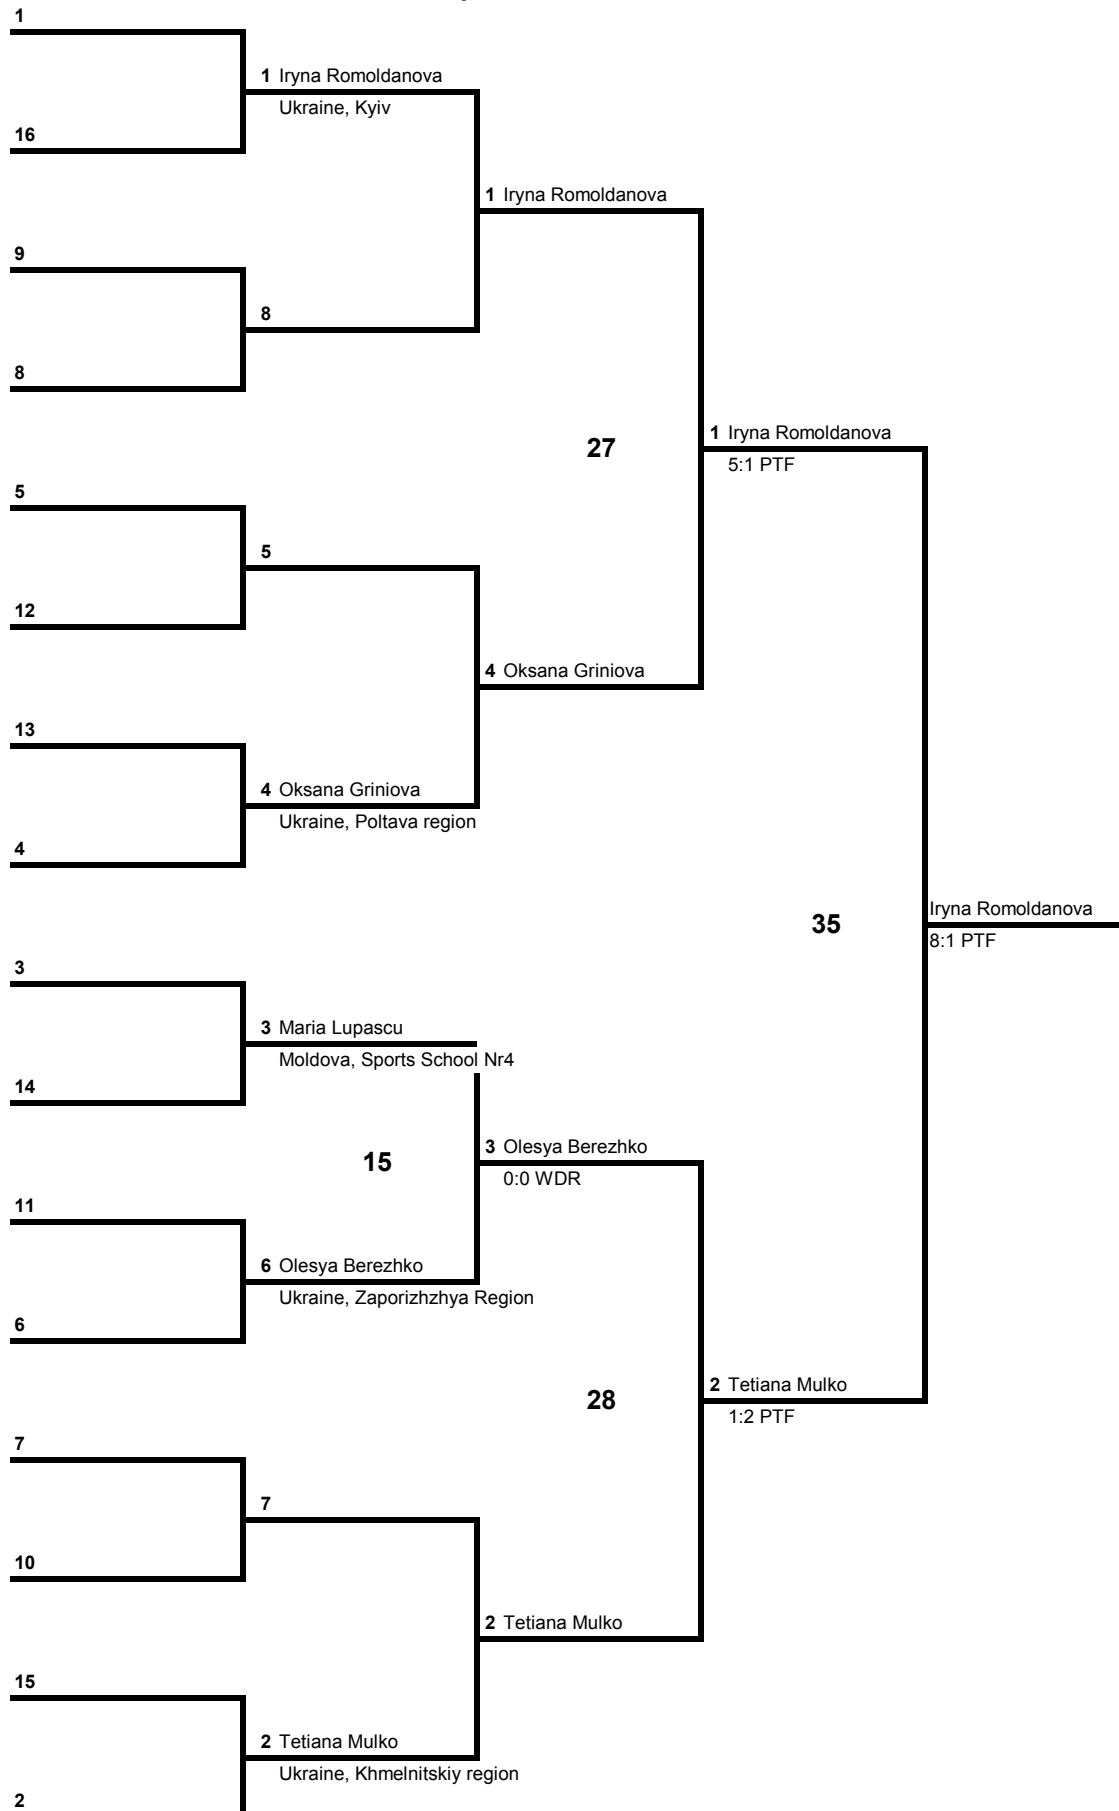 1
1 Iryna Romoldanova
Ukraine, Kyiv
16
1 Iryna Romoldanova
9
8
8
27
1 Iryna Romoldanova
5:1 PTF
5
5
12
4 Oksana Griniova
13
4 Oksana Griniova
Ukraine, Poltava region
4
35
Iryna Romoldanova
8:1 PTF
3
3 Maria Lupascu
Moldova, Sports School Nr4
14
15
3 Olesya Berezhko
0:0 WDR
11
6 Olesya Berezhko
Ukraine, Zaporizhzhya Region
6
28
2 Tetiana Mulko
1:2 PTF
7
7
10
2 Tetiana Mulko
15
2 Tetiana Mulko
Ukraine, Khmelnitskiy region
2